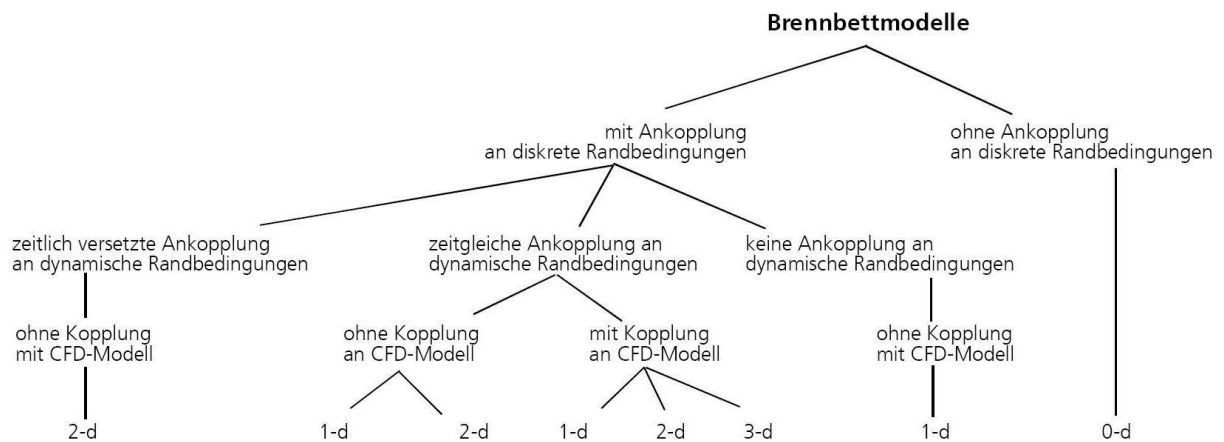 Brennbettmodelle
mit Ankopplung
an diskrete Randbedingungen
ohne Ankopplung
an diskrete Randbedingungen
zeitlich versetzte Ankopplung
an dynamische Randbedingungen
zeitgleiche Ankopplung an
dynamische Randbedingungen
keine Ankopplung an
dynamische Randbedingungen
ohne Kopplung
mit CFD-Modell
ohne Kopplung
an CFD-Modell
mit Kopplung
an CFD-Modell
ohne Kopplung
mit CFD-Modell
2-d
1-d
2-d
1-d
2-d
3-d
1-d
0-d